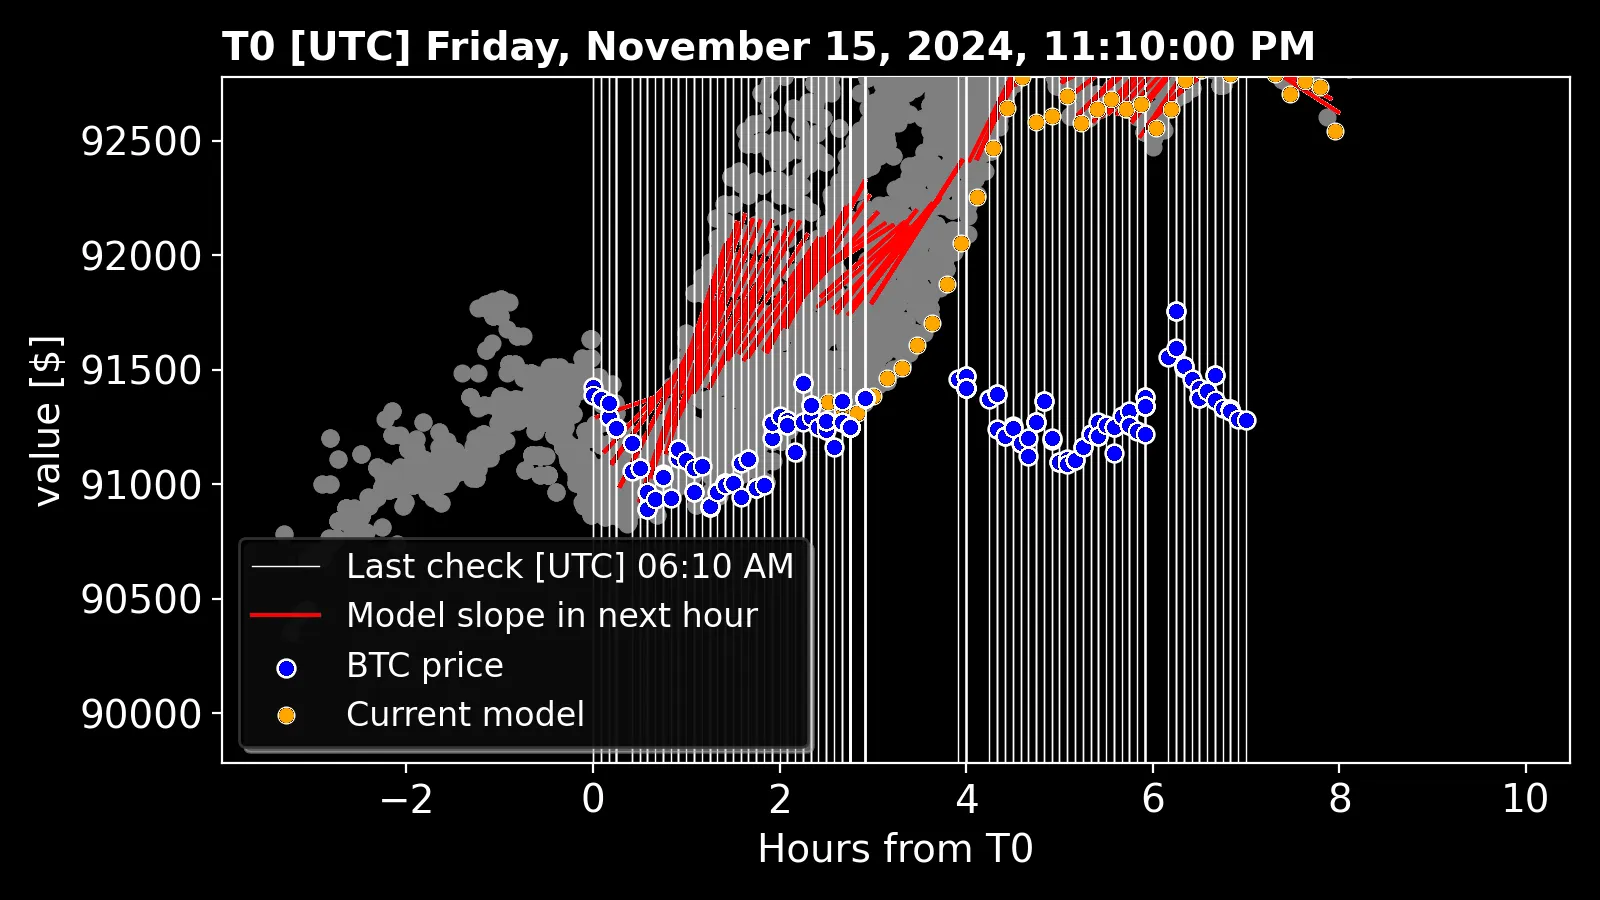 T0 [UTC] Friday, November 15, 2024, 11:10:00 PM
value [$]
92500
92000
91500
91000
90500
90000
Last check [UTC] 06:10 AM
Model slope in next hour
BTC price
Current model
−2 0 2 4 6 8 10
Hours from T0